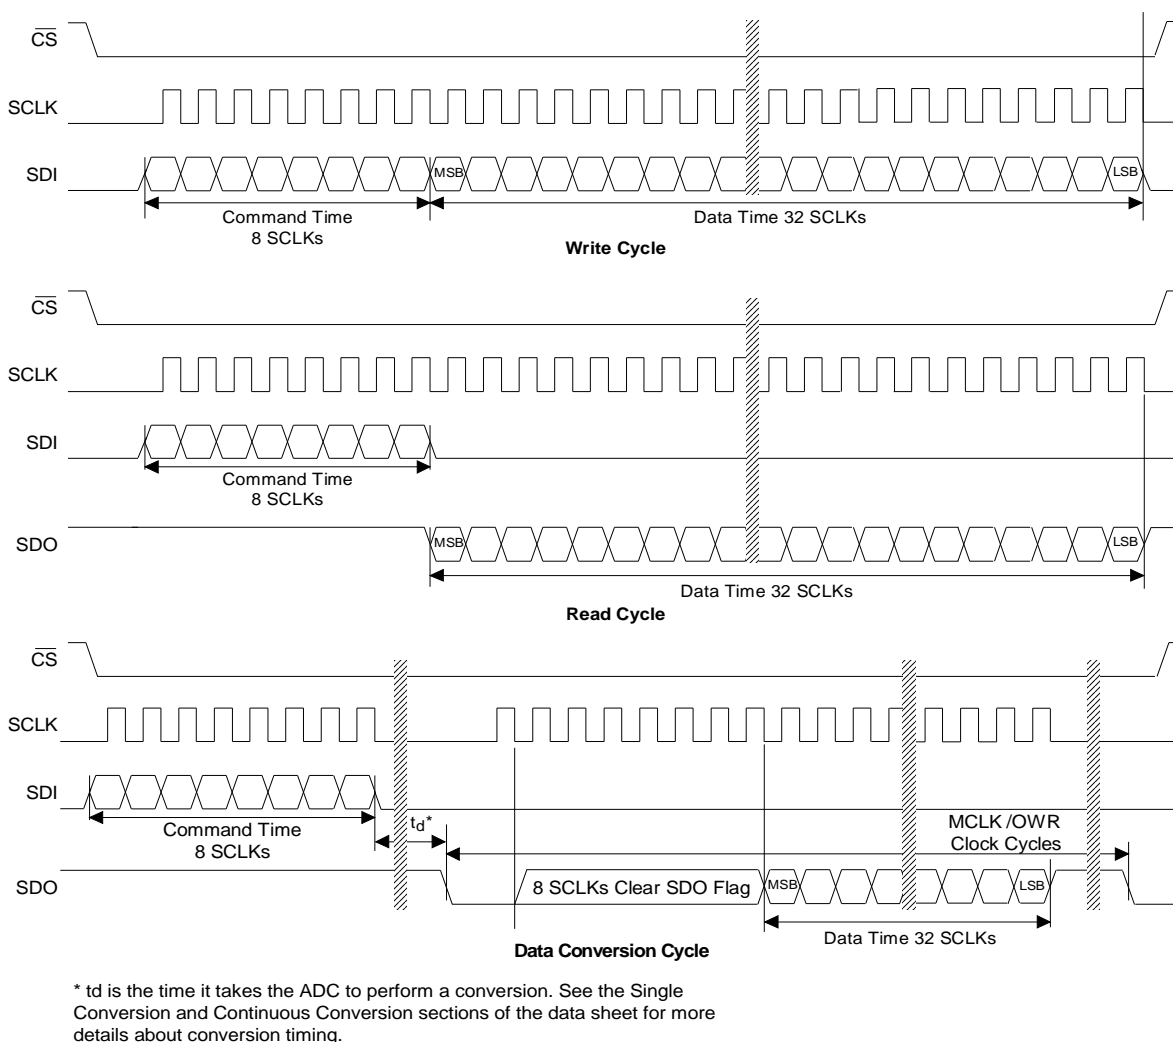 CS
SCLK
SDI
MSB
LSB
Command Time
8 SCLKs
Data Time 32 SCLKs
Write Cycle
CS
SCLK
SDI
Command Time
8 SCLKs
SDO
MSB
LSB
Data Time 32 SCLKs
Read Cycle
CS
SCLK
SDI
Command Time
8 SCLKs
td*
MCLK /OWR
Clock Cycles
SDO
8 SCLKs Clear SDO Flag
MSB
LSB
Data Time 32 SCLKs
Data Conversion Cycle
* td is the time it takes the ADC to perform a conversion. See the Single
Conversion and Continuous Conversion sections of the data sheet for more
details about conversion timing.